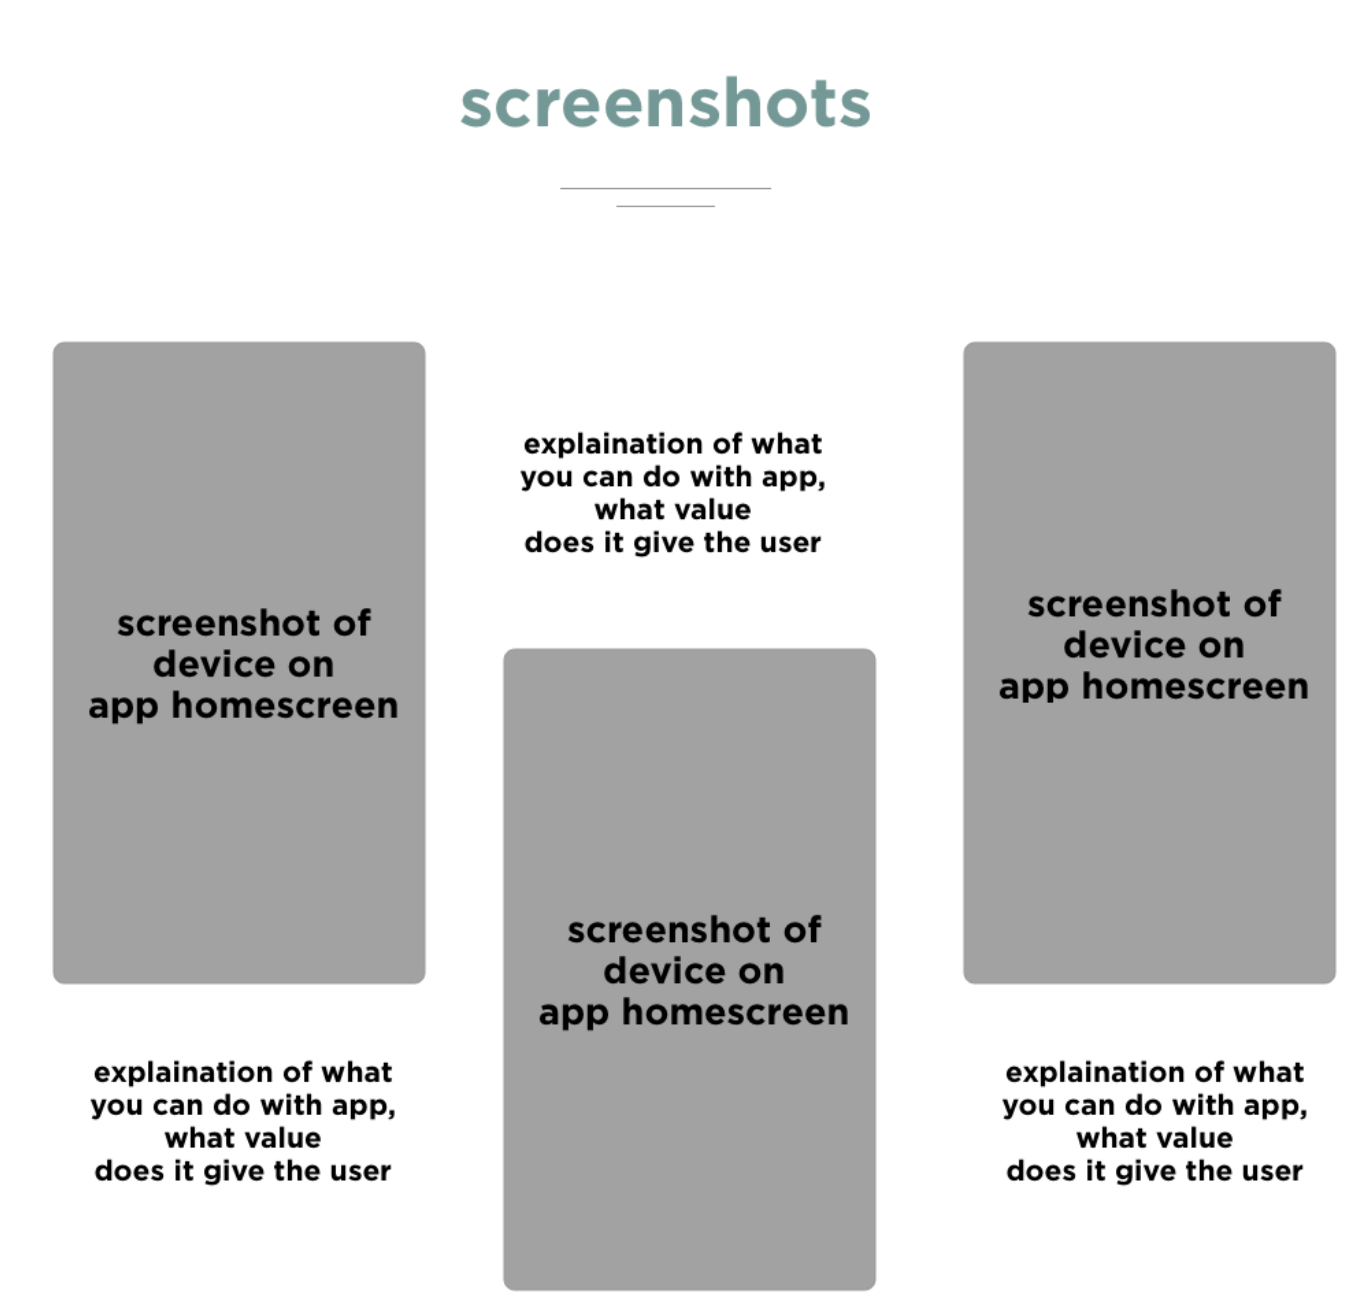 screenshots
screenshot of
device on
app homescreen
explaination of what
you can do with app,
what value
does it give the user
explaination of what
you can do with app,
what value
does it give the user
screenshot of
device on
app homescreen
screenshot of
device on
app homescreen
explaination of what
you can do with app,
what value
does it give the user